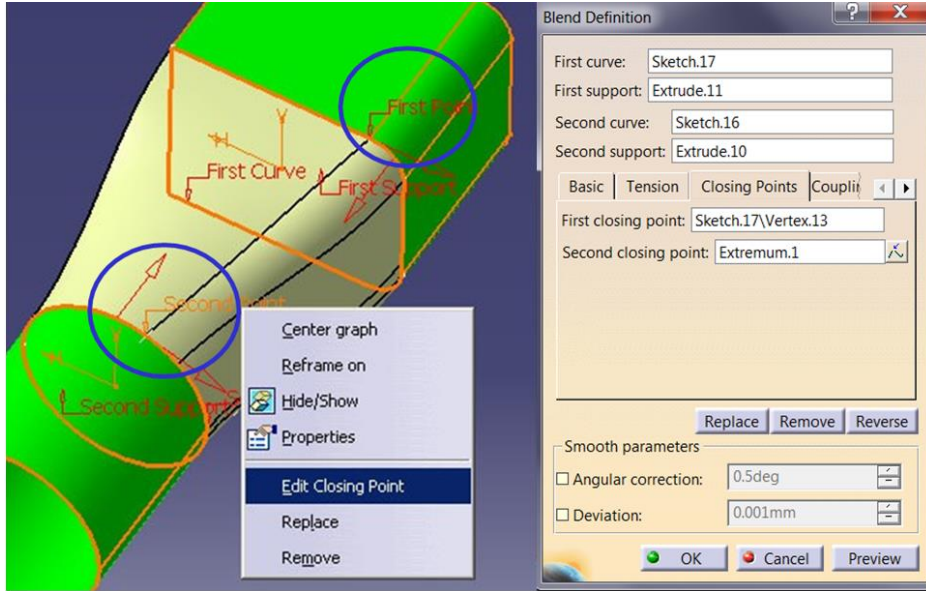 First Point
First Curve
First Support
Second Point
Second Support
Y
H
Y
H
Center graph
Reframe on
Hide/Show
Properties
Edit Closing Point
Replace
Remove
Blend Definition
? X
First curve: Sketch.17
First support: Extrude.11
Second curve: Sketch.16
Second support: Extrude.10
Basic Tension Closing Points Couplin
First closing point: Sketch.17\Vertex.13
Second closing point: Extremum.1
Replace Remove Reverse
Smooth parameters
Angular correction: 0.5deg
Deviation: 0.001mm
OK Cancel Preview